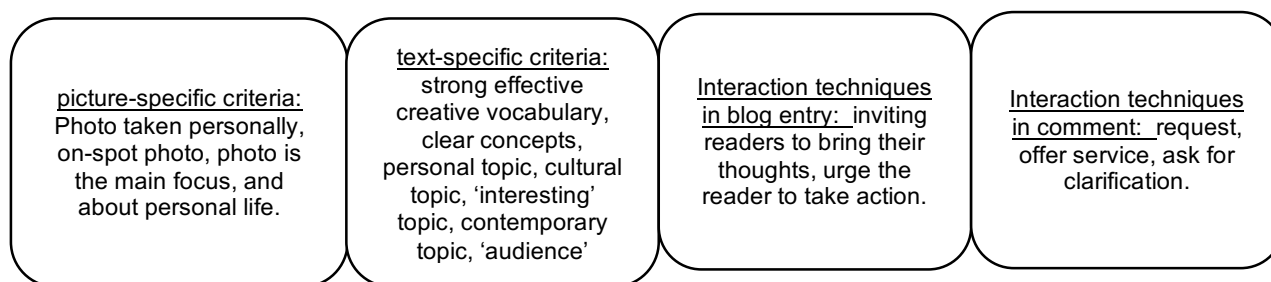 picture-specific criteria:
Photo taken personally,
on-spot photo, photo is
the main focus, and
about personal life.
text-specific criteria:
strong effective
creative vocabulary,
clear concepts,
personal topic, cultural
topic, ‘interesting’
topic, contemporary
topic, ‘audience’
Interaction techniques
in blog entry: inviting
readers to bring their
thoughts, urge the
reader to take action.
Interaction techniques
in comment: request,
offer service, ask for
clarification.